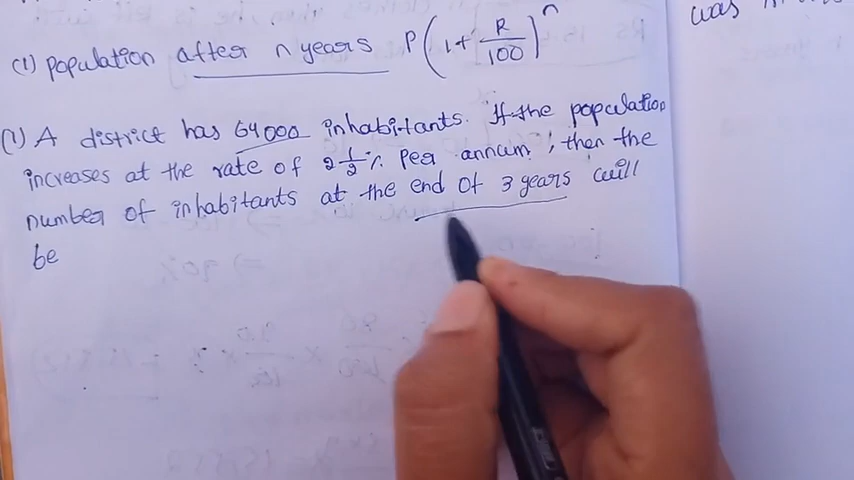 was
(1) Population after n years P(1+R/100)^n
(1) A district has 64000 inhabitants. If the population
increases at the rate of 2 1/2 % Per annum, then the
number of inhabitants at the end of 3 years will
be